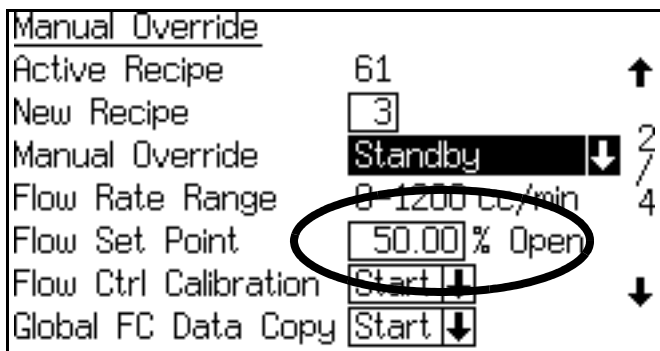 Manual Override
Active Recipe 61
New Recipe 3
Manual Override Standby
Flow Rate Range 0-1200 cc/min
Flow Set Point 50.00 % Open
Flow Ctrl Calibration Start
Global FC Data Copy Start
2/4